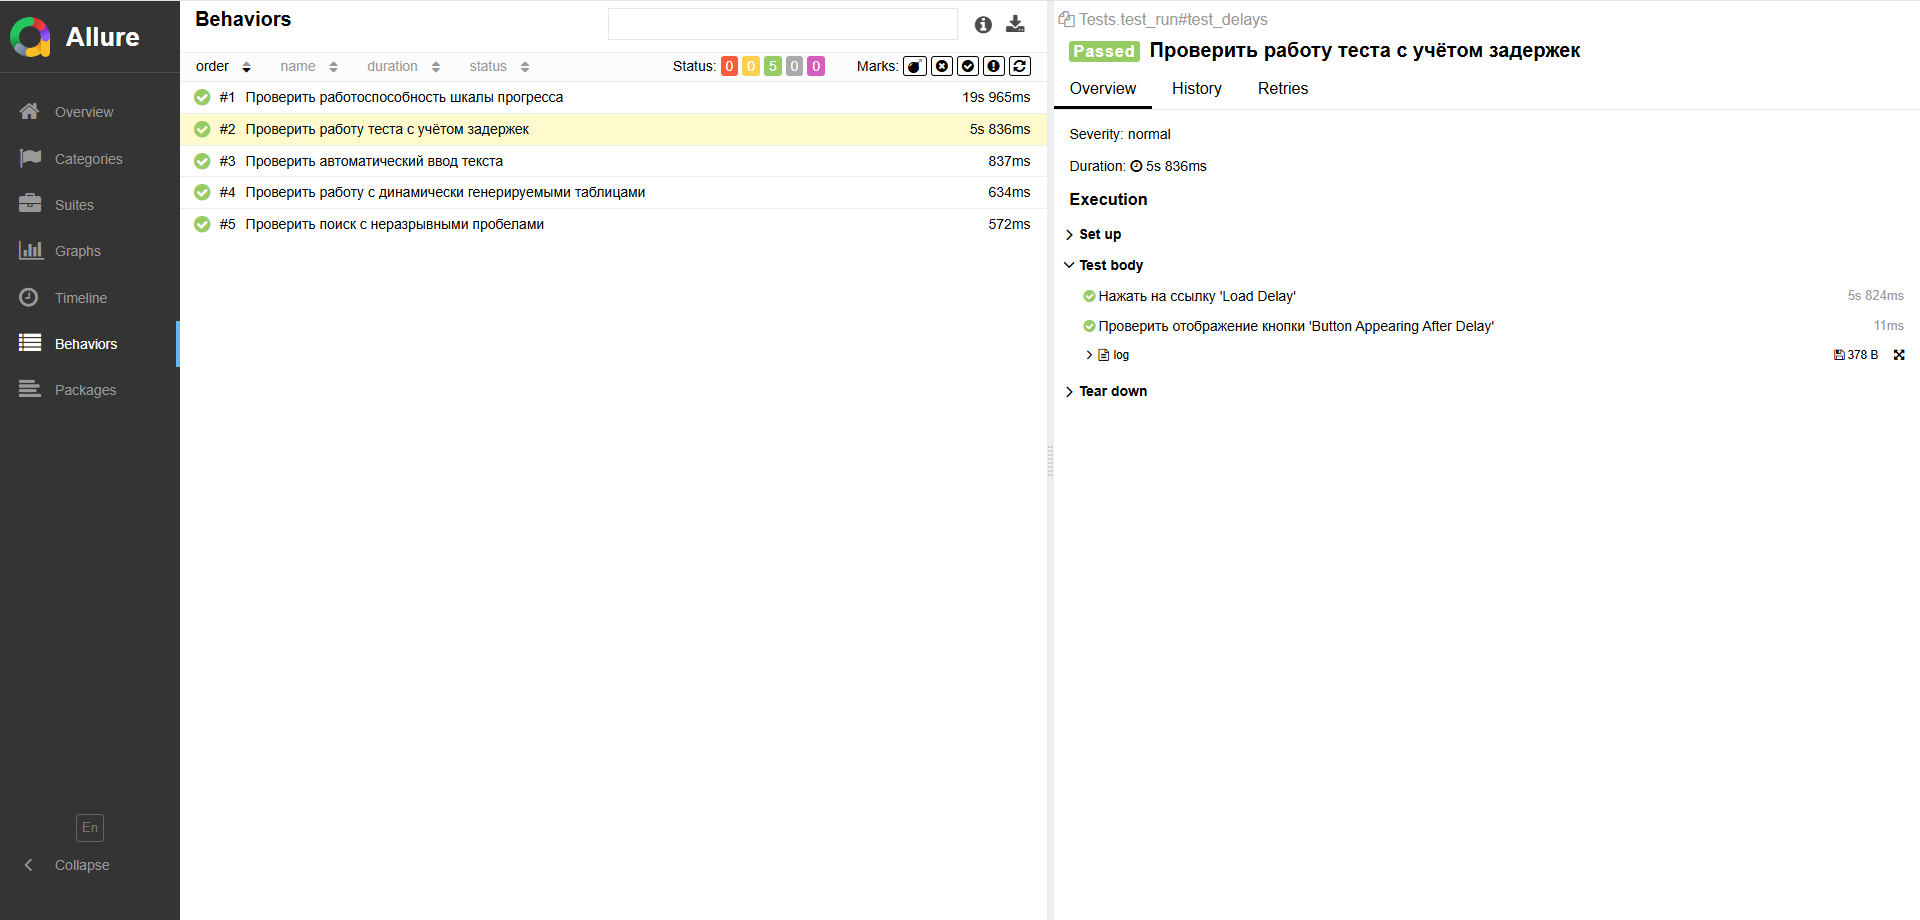 Allure
Overview
Categories
Suites
Graphs
Timeline
Behaviors
Packages
En
Collapse
Behaviors
order name duration status Status: 0 0 5 0 0 Marks:
#1 Проверить работоспособность шкалы прогресса 19s 965ms
#2 Проверить работу теста с учётом задержек 5s 836ms
#3 Проверить автоматический ввод текста 837ms
#4 Проверить работу с динамически генерируемыми таблицами 634ms
#5 Проверить поиск с неразрывными пробелами 572ms
Tests.test_run#test_delays
Passed Проверить работу теста с учётом задержек
Overview History Retries
Severity: normal
Duration: 5s 836ms
Execution
Set up
Test body
Нажать на ссылку 'Load Delay' 5s 824ms
Проверить отображение кнопки 'Button Appearing After Delay' 11ms
log 378 B
Tear down